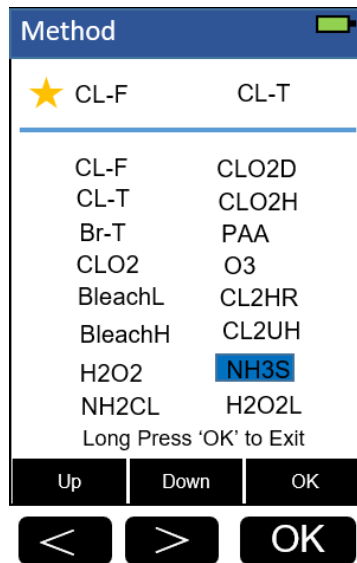 Method
CL-F CL-T
CL-F CLO2D
CL-T CLO2H
Br-T PAA
CLO2 O3
BleachL CL2HR
BleachH CL2UH
H2O2 NH3S
NH2CL H2O2L
Long Press ‘OK’ to Exit
Up Down OK
< > OK